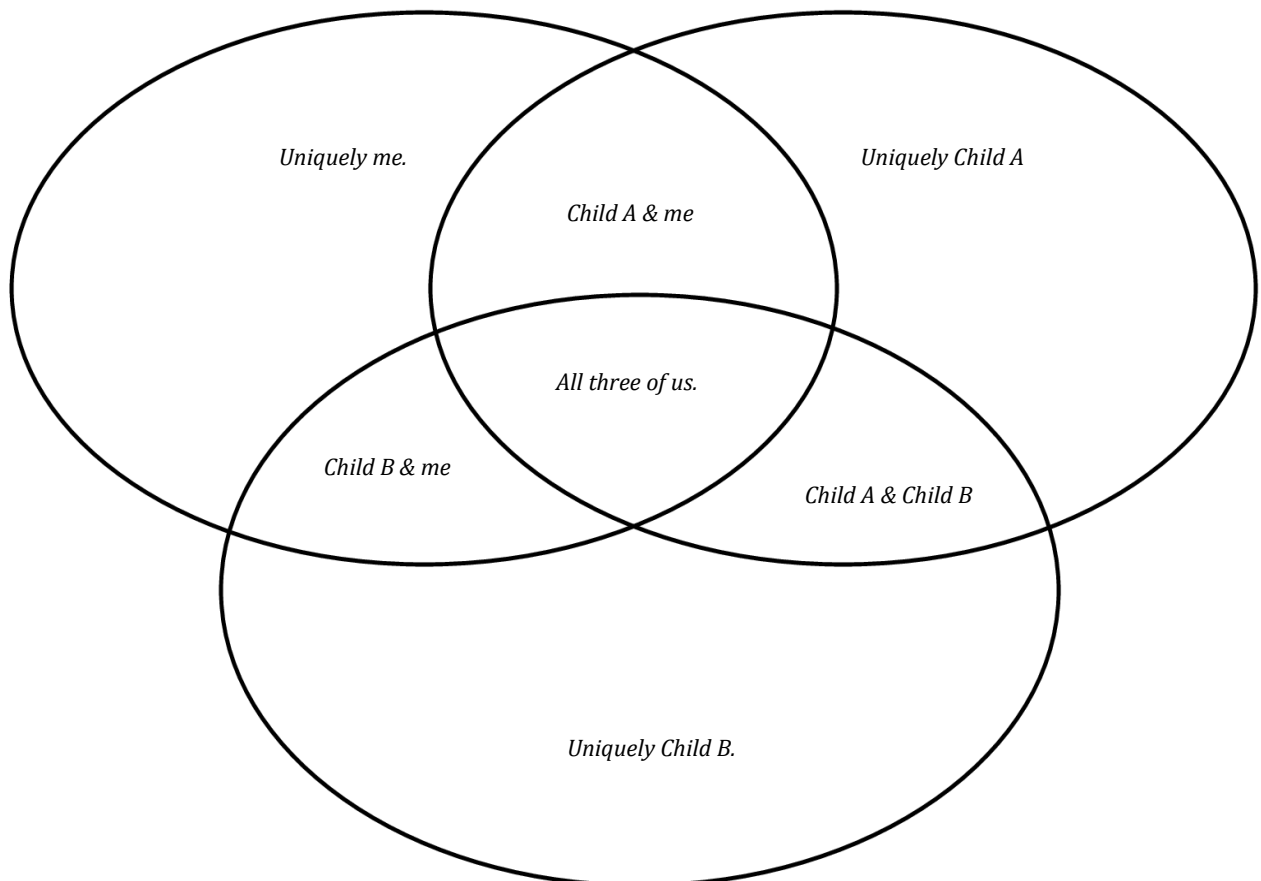 Uniquely me.
Uniquely Child A
Child A & me
All three of us.
Child B & me
Child A & Child B
Uniquely Child B.